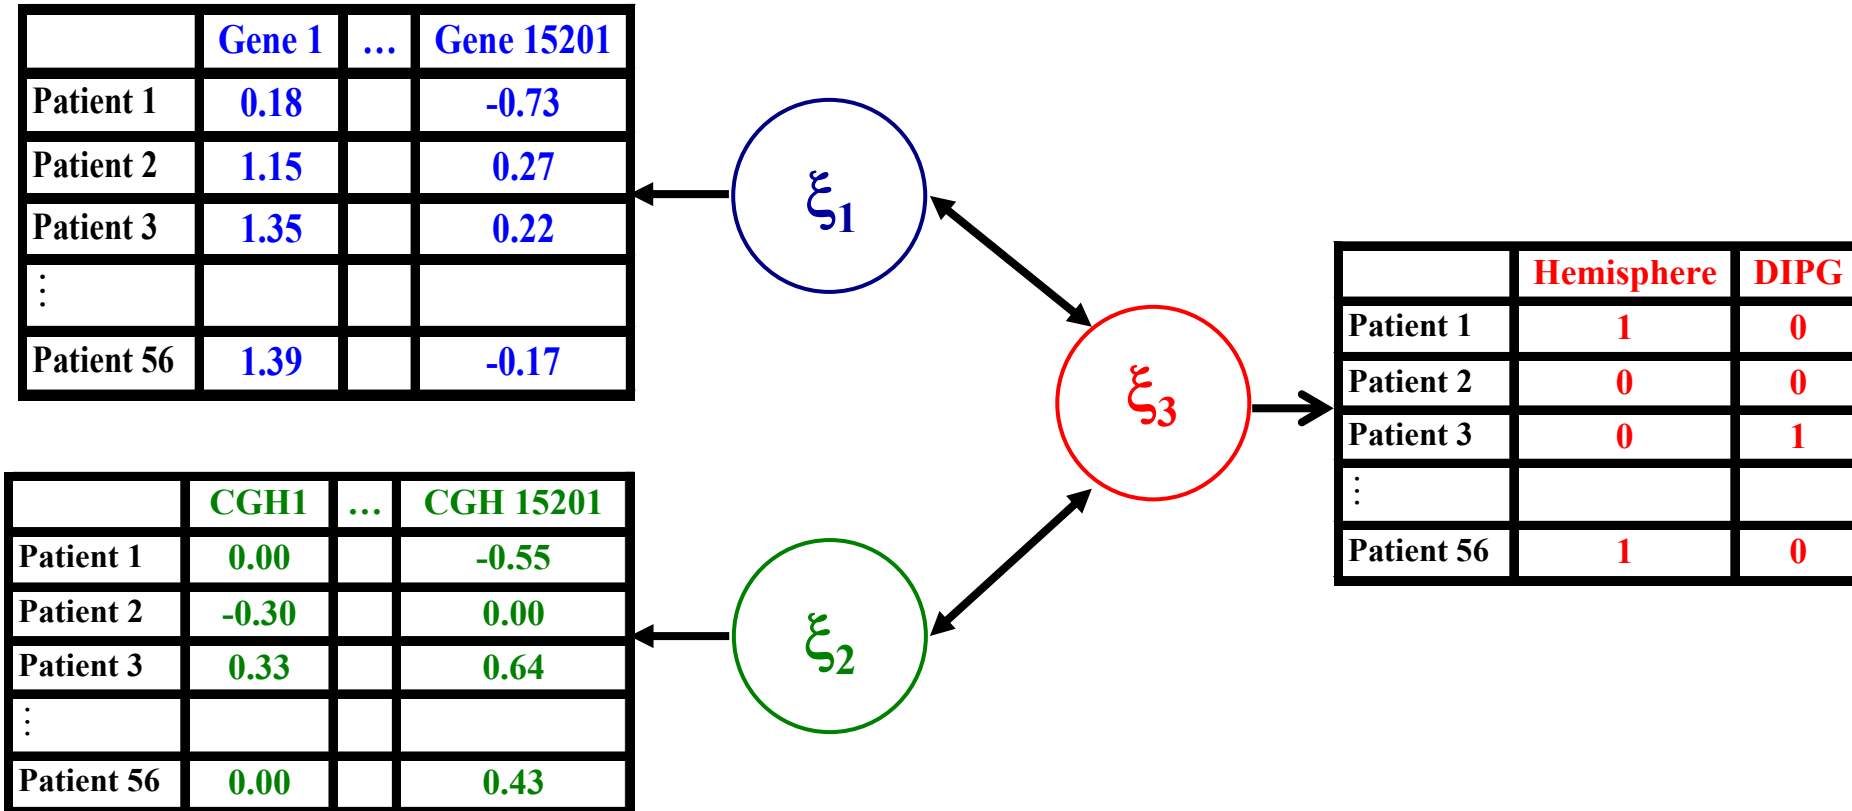 Gene 1 … Gene 15201
Patient 1 0.18 -0.73
Patient 2 1.15 0.27
Patient 3 1.35 0.22
⋮
Patient 56 1.39 -0.17
ξ1
CGH1 … CGH 15201
Patient 1 0.00 -0.55
Patient 2 -0.30 0.00
Patient 3 0.33 0.64
⋮
Patient 56 0.00 0.43
ξ2
ξ3
Hemisphere DIPG
Patient 1 1 0
Patient 2 0 0
Patient 3 0 1
⋮
Patient 56 1 0